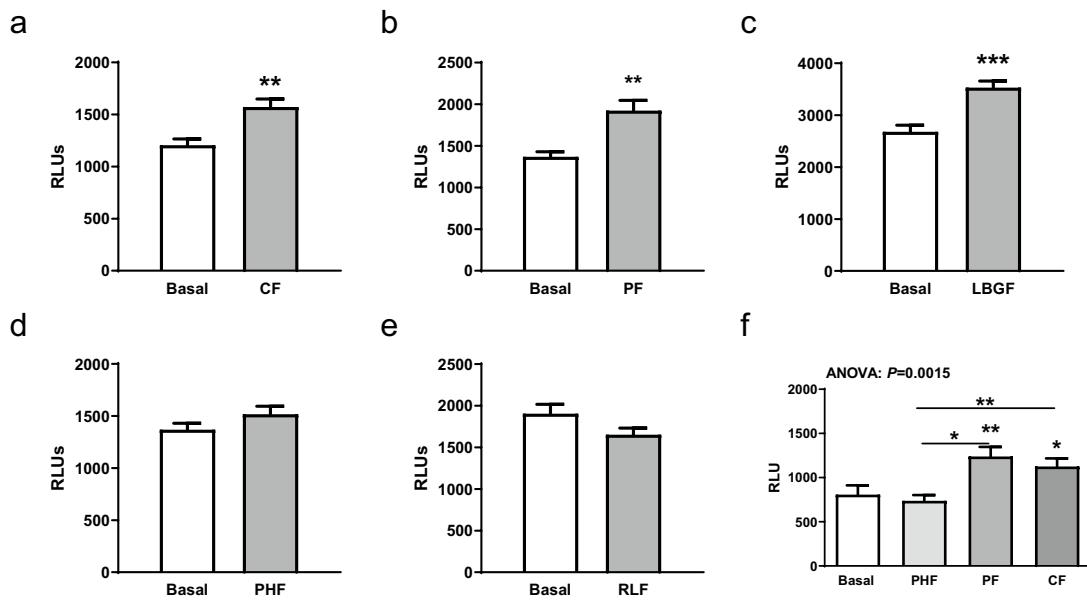 a
2000
1500
1000
500
0
RLUs
**
Basal
CF
b
2500
2000
1500
1000
500
0
RLUs
**
Basal
PF
c
4000
3000
2000
1000
0
RLUs
***
Basal
LBGF
d
2000
1500
1000
500
0
RLUs
Basal
PHF
e
2500
2000
1500
1000
500
0
RLUs
Basal
RLF
f
ANOVA: P=0.0015
2000
1500
1000
500
0
RLU
**
*
**
*
Basal
PHF
PF
CF